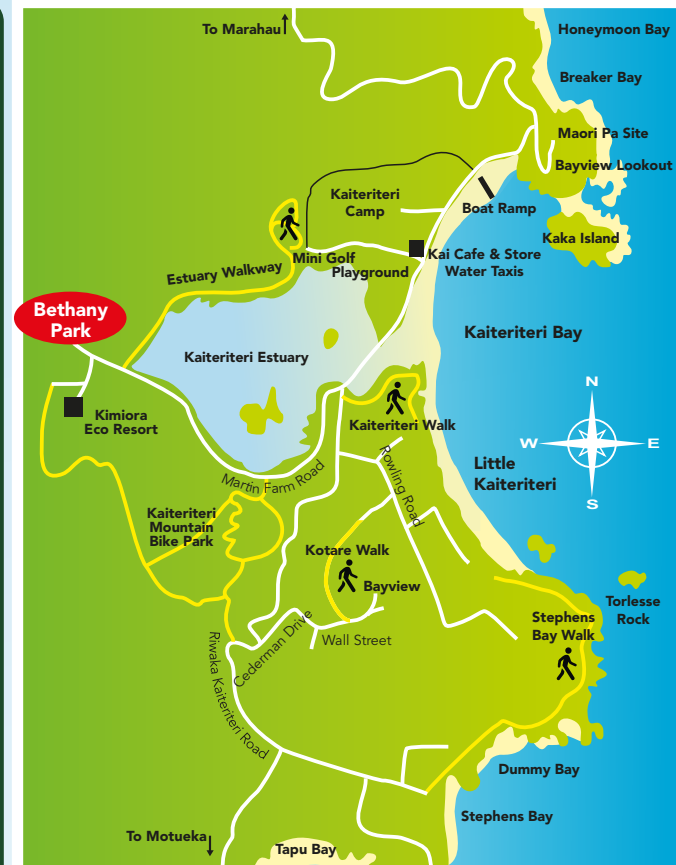 To Marahau
Honeymoon Bay
Breaker Bay
Maori Pa Site
Bayview Lookout
Kaiteriteri
Camp
Boat Ramp
Kaka Island
Mini Golf
Playground
Kai Cafe & Store
Water Taxis
Estuary Walkway
Bethany
Park
Kaiteriteri Estuary
Kaiteriteri Bay
Kimiora
Eco Resort
Kaiteriteri Walk
N
W
E
S
Little
Kaiteriteri
Martin Farm Road
Rowling Road
Kaiteriteri
Mountain
Bike Park
Kotare Walk
Bayview
Torlesse
Rock
Stephens
Bay Walk
Cederman Drive
Wall Street
Riwaka Kaiteriteri Road
Dummy Bay
Stephens Bay
To Motueka
Tapu Bay